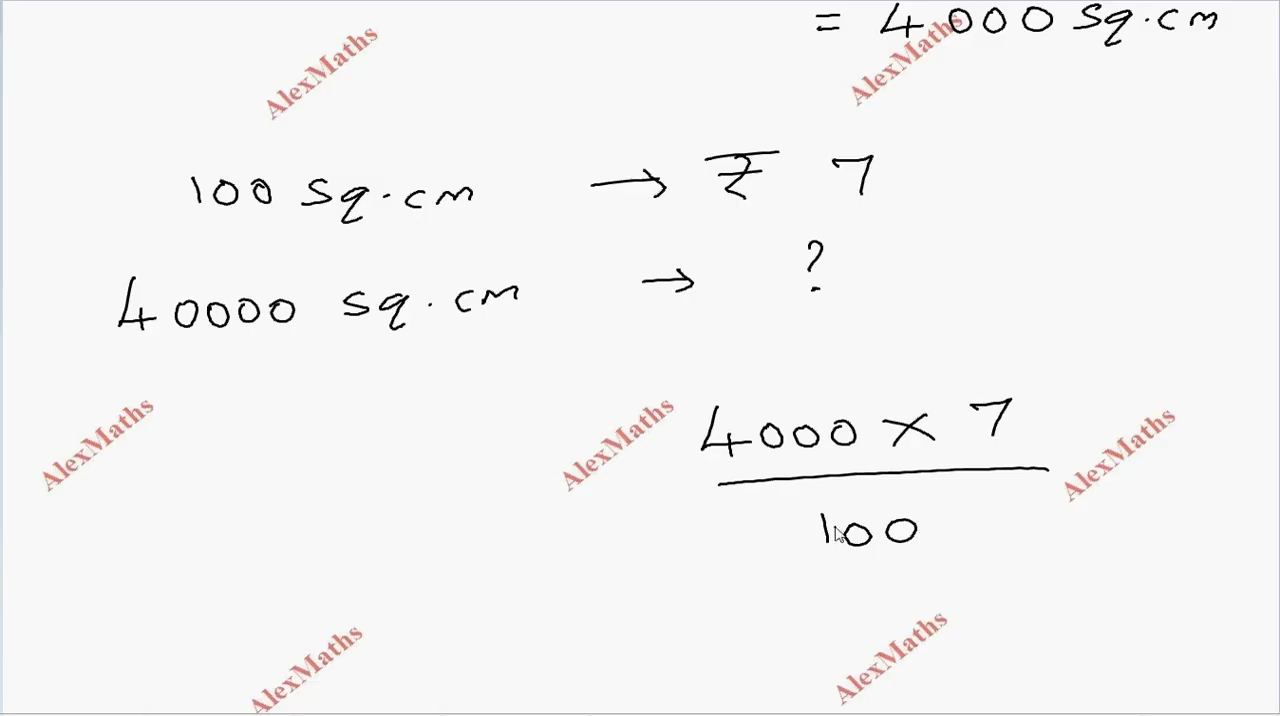 = 4000 Sq.cm
AlexMaths
AlexMaths
100 Sq.cm → ₹ 7
40000 Sq.cm → ?
4000 × 7
100
AlexMaths
AlexMaths
AlexMaths
AlexMaths
AlexMaths